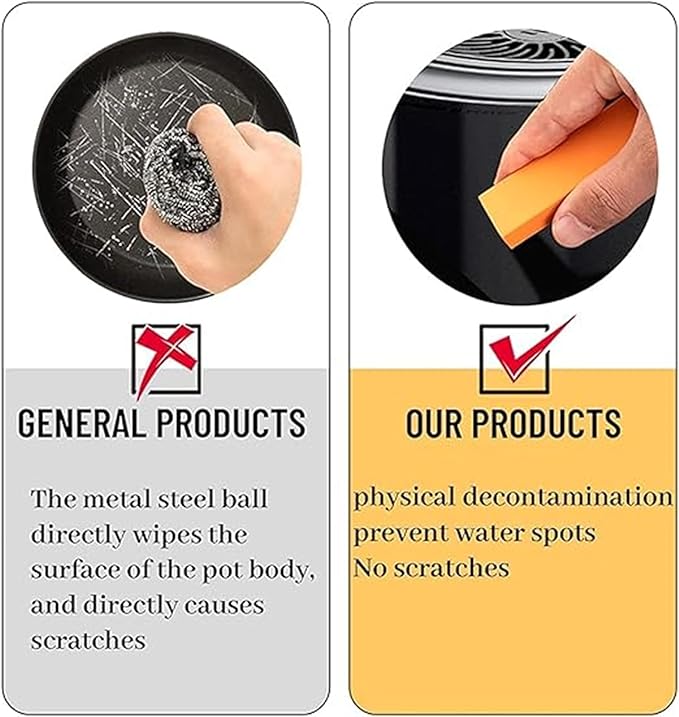 GENERAL PRODUCTS
The metal steel ball
directly wipes the
surface of the pot body,
and directly causes
scratches
OUR PRODUCTS
physical decontamination
prevent water spots
No scratches